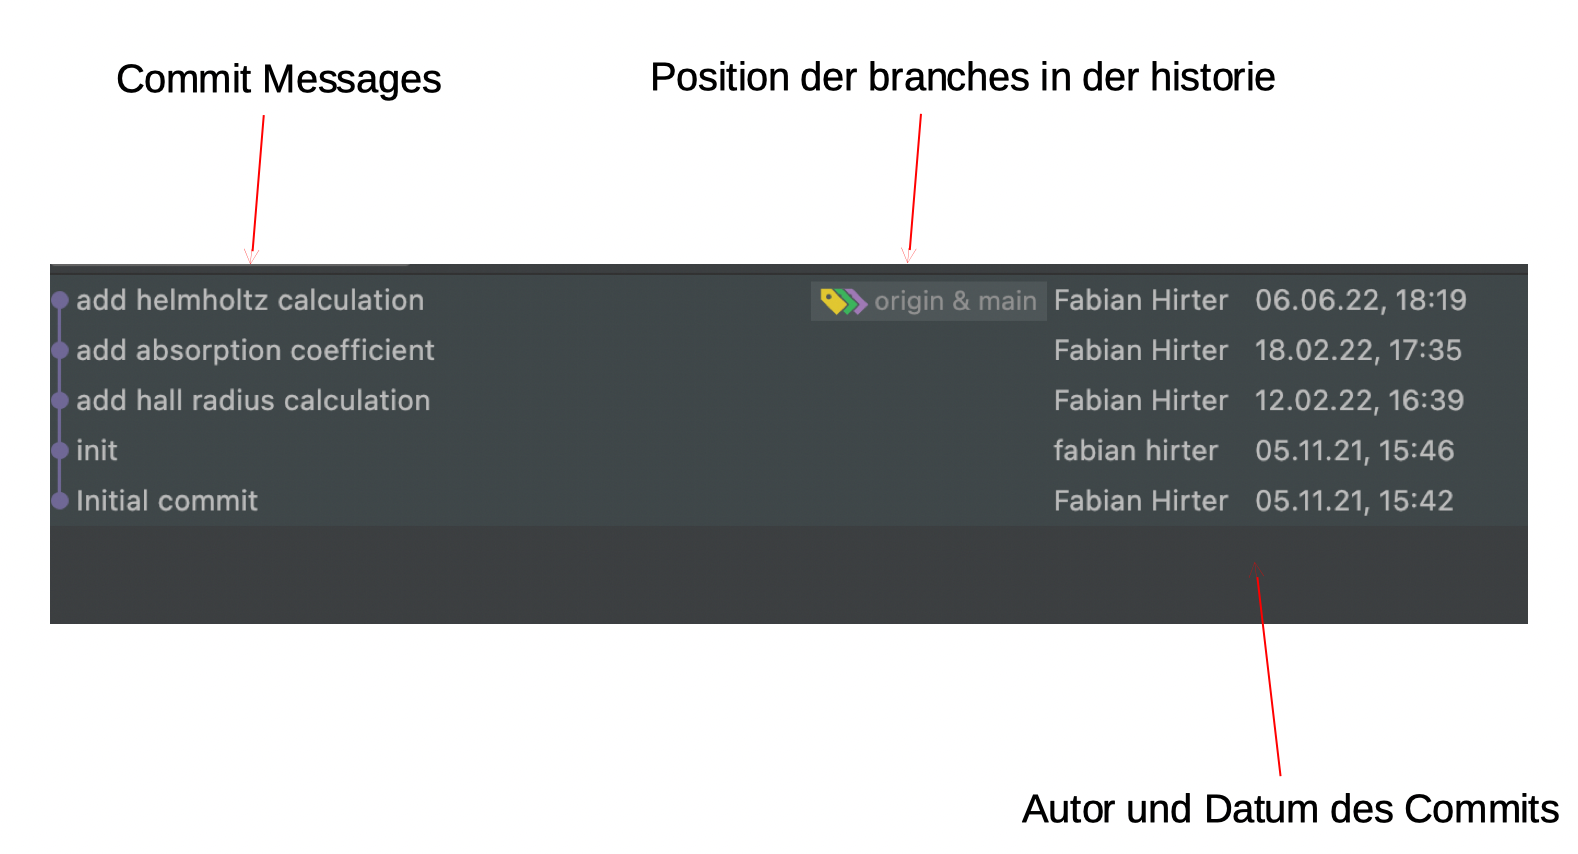 Commit Messages
Position der branches in der historie
add helmholtz calculation origin & main Fabian Hirter 06.06.22, 18:19
add absorption coefficient Fabian Hirter 18.02.22, 17:35
add hall radius calculation Fabian Hirter 12.02.22, 16:39
init fabian hirter 05.11.21, 15:46
Initial commit Fabian Hirter 05.11.21, 15:42
Autor und Datum des Commits